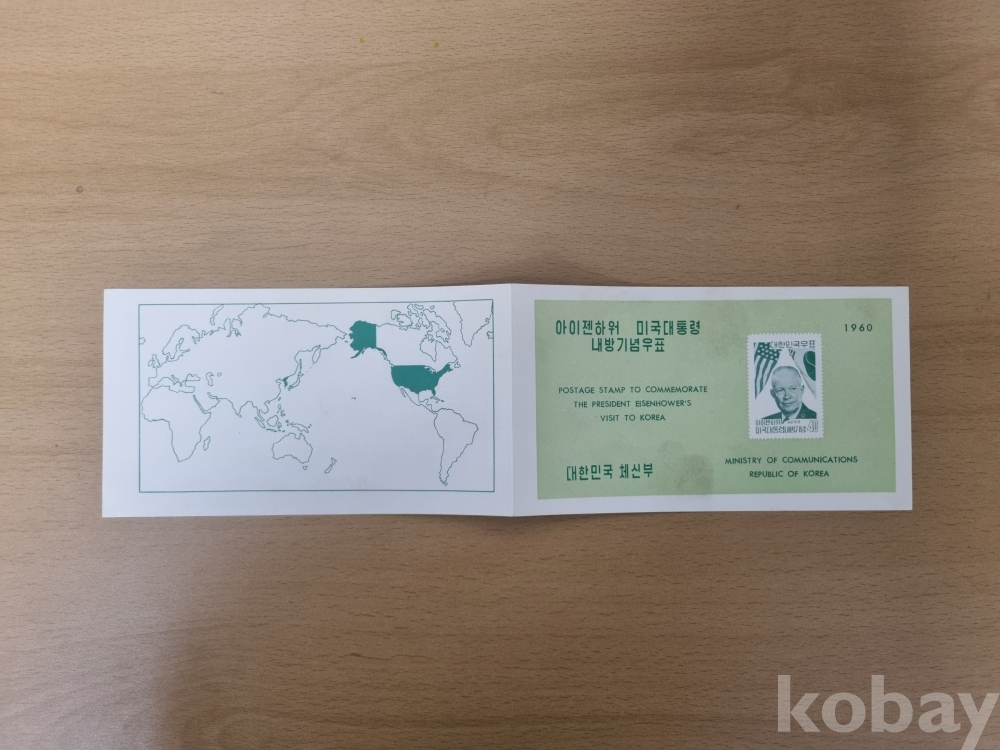 아이젠하워 미국대통령
내방기념우표
1960
POSTAGE STAMP TO COMMEMORATE
THE PRESIDENT EISENHOWER'S
VISIT TO KOREA
대한민국우표
대한민국 체신부
MINISTRY OF COMMUNICATIONS
REPUBLIC OF KOREA
kobay